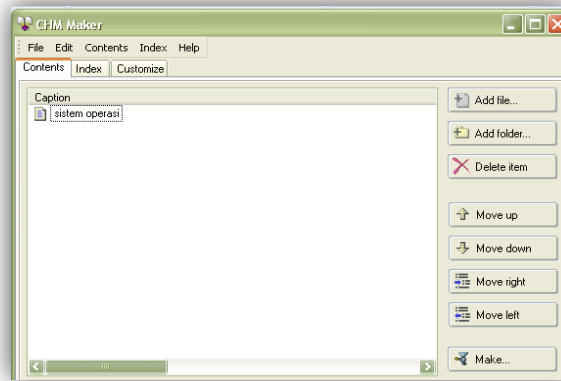 CHM Maker
File Edit Contents Index Help
Contents Index Customize
Caption
sistem operasi
Add file...
Add folder...
Delete item
Move up
Move down
Move right
Move left
Make...